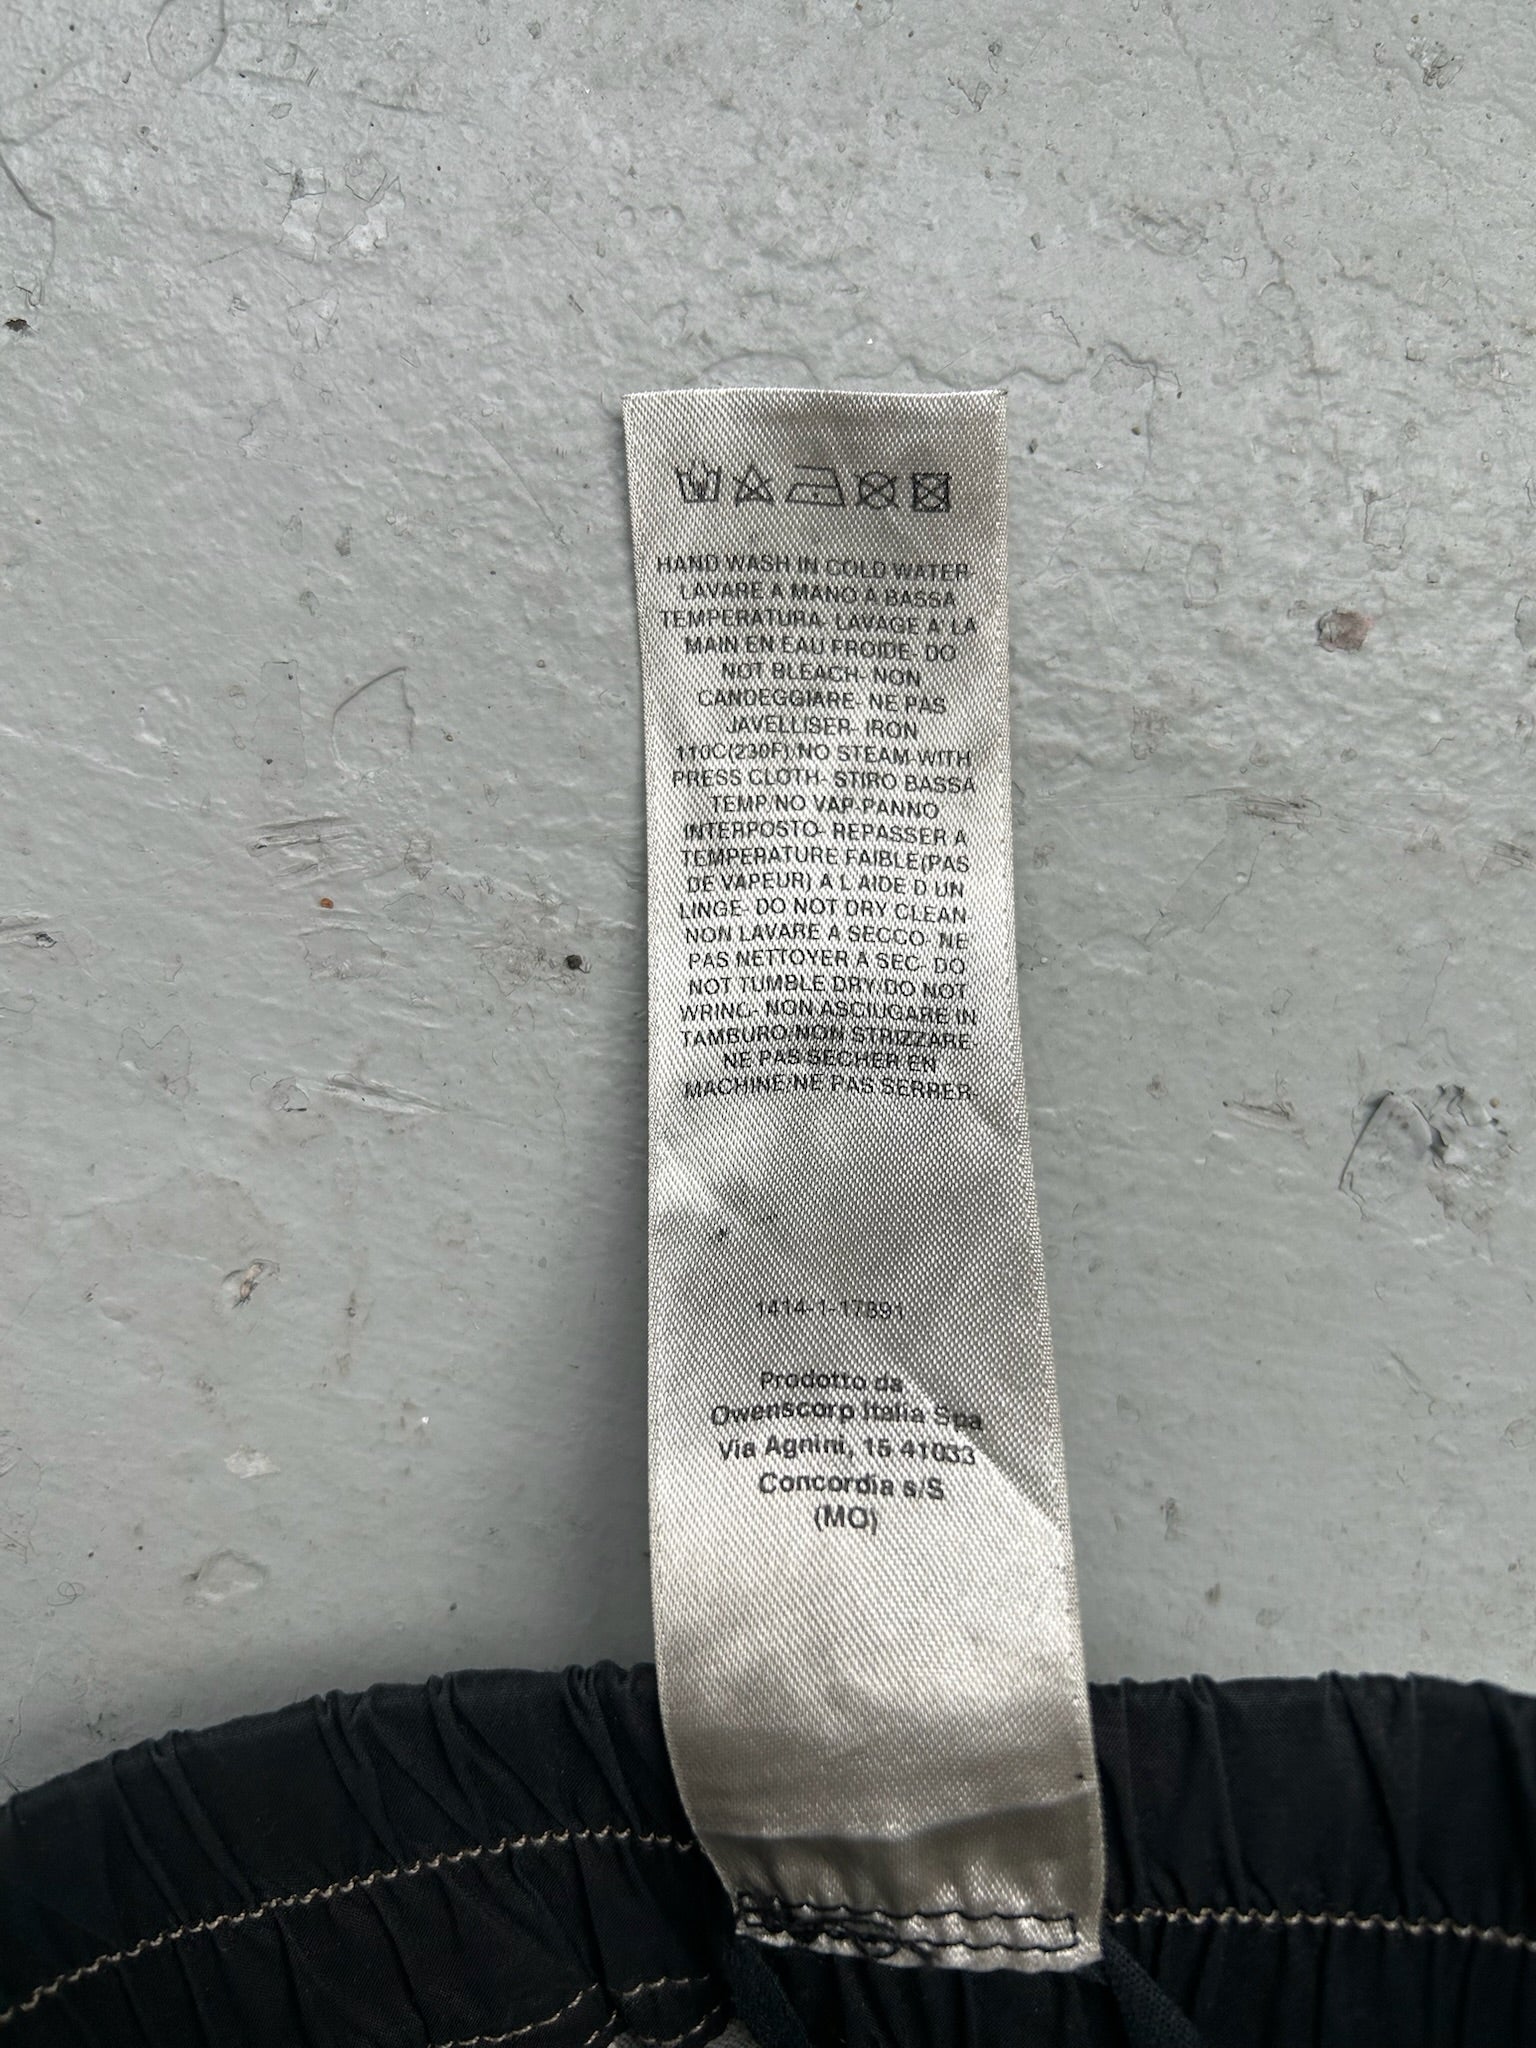 HAND WASH IN COLD WATER-
LAVARE A MANO A BASSA
TEMPERATURA- LAVAGE A LA
MAIN EN EAU FROIDE- DO
NOT BLEACH- NON
CANDEGGIARE- NE PAS
JAVELLISER- IRON
110C(230F)/NO STEAM-WITH
PRESS CLOTH- STIRO BASSA
TEMP/NO VAP-PANNO
INTERPOSTO- REPASSER A
TEMPERATURE FAIBLE(PAS
DE VAPEUR) A L AIDE D UN
LINGE- DO NOT DRY CLEAN-
NON LAVARE A SECCO- NE
PAS NETTOYER A SEC- DO
NOT TUMBLE DRY/DO NOT
WRING- NON ASCIUGARE IN
TAMBURO/NON STRIZZARE-
NE PAS SECHER EN
MACHINE/NE PAS SERRER-
1414-1-17891
Prodotto da
Owenscorp Italia Spa
Via Agnini, 15 41033
Concordia s/S
(MO)